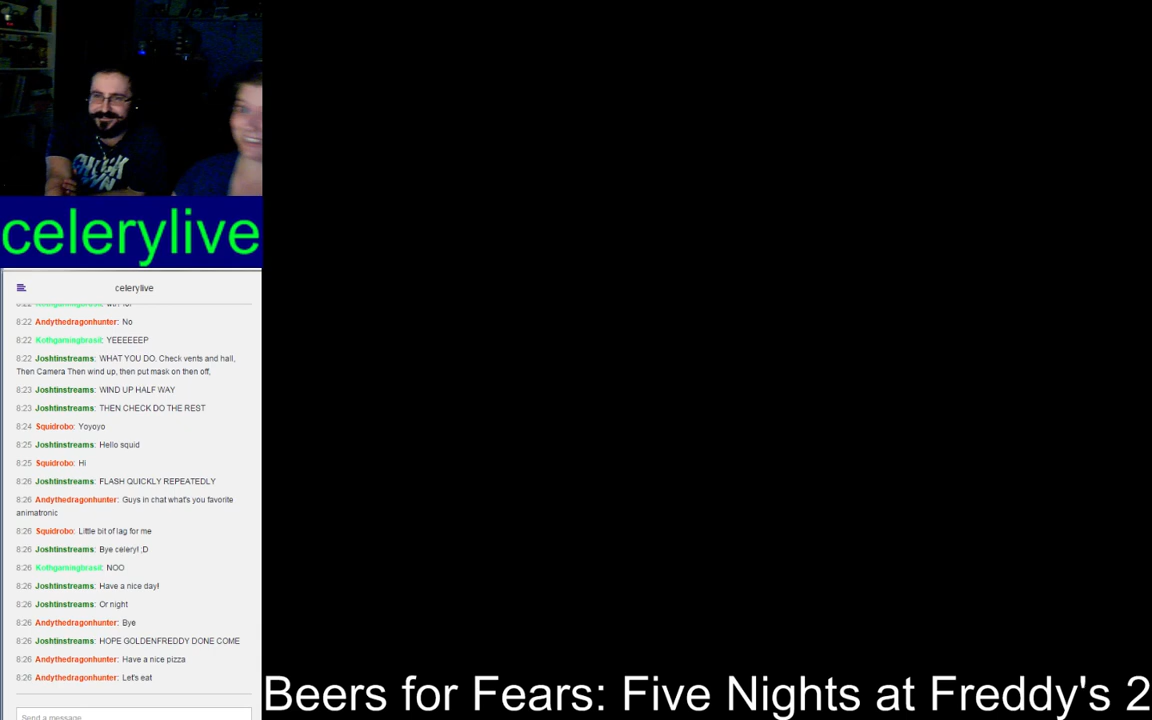 celerylive
celerylive
8:22 Andythedragonhunter: No
8:22 Kothgamingbrasil: YEEEEEEP
8:22 Joshtinstreams: WHAT YOU DO. Check vents and hall,
Then Camera Then wind up, then put mask on then off,
8:23 Joshtinstreams: WIND UP HALF WAY
8:23 Joshtinstreams: THEN CHECK DO THE REST
8:24 Squidrobo: Yoyoyo
8:25 Joshtinstreams: Hello squid
8:25 Squidrobo: Hi
8:26 Joshtinstreams: FLASH QUICKLY REPEATEDLY
8:26 Andythedragonhunter: Guys in chat what's you favorite
animatronic
8:26 Squidrobo: Little bit of lag for me
8:26 Joshtinstreams: Bye celery! ;D
8:26 Kothgamingbrasil: NOO
8:26 Joshtinstreams: Have a nice day!
8:26 Joshtinstreams: Or night
8:26 Andythedragonhunter: Bye
8:26 Joshtinstreams: HOPE GOLDENFREDDY DONE COME
8:26 Andythedragonhunter: Have a nice pizza
8:26 Andythedragonhunter: Let's eat
Send a message
Beers for Fears: Five Nights at Freddy's 2